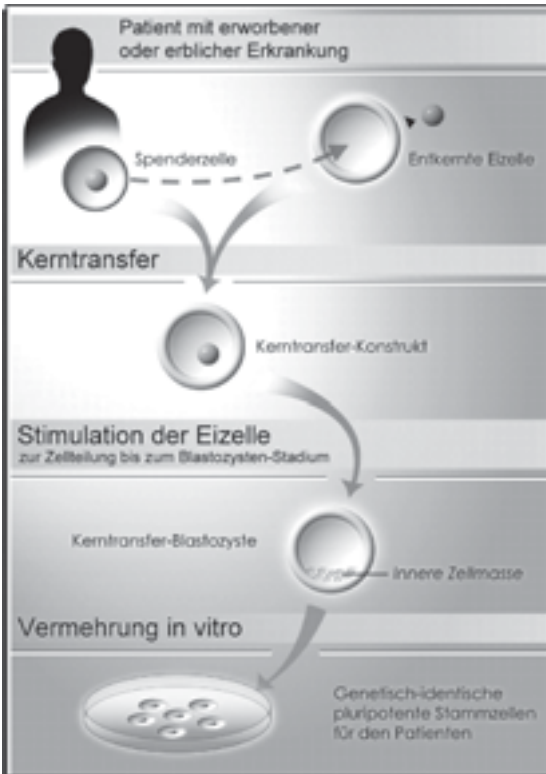 Patient mit erworbener
oder erblicher Erkrankung
Spenderzelle
Entkernte Eizelle
Kerntransfer
Kerntransfer-Konstrukt
Stimulation der Eizelle
zur Zellteilung bis zum Blastozysten-Stadium
Kerntransfer-Blastozyste
Innere Zellmasse
Vermehrung in vitro
Genetisch-identische
pluripotente Stammzellen
für den Patienten